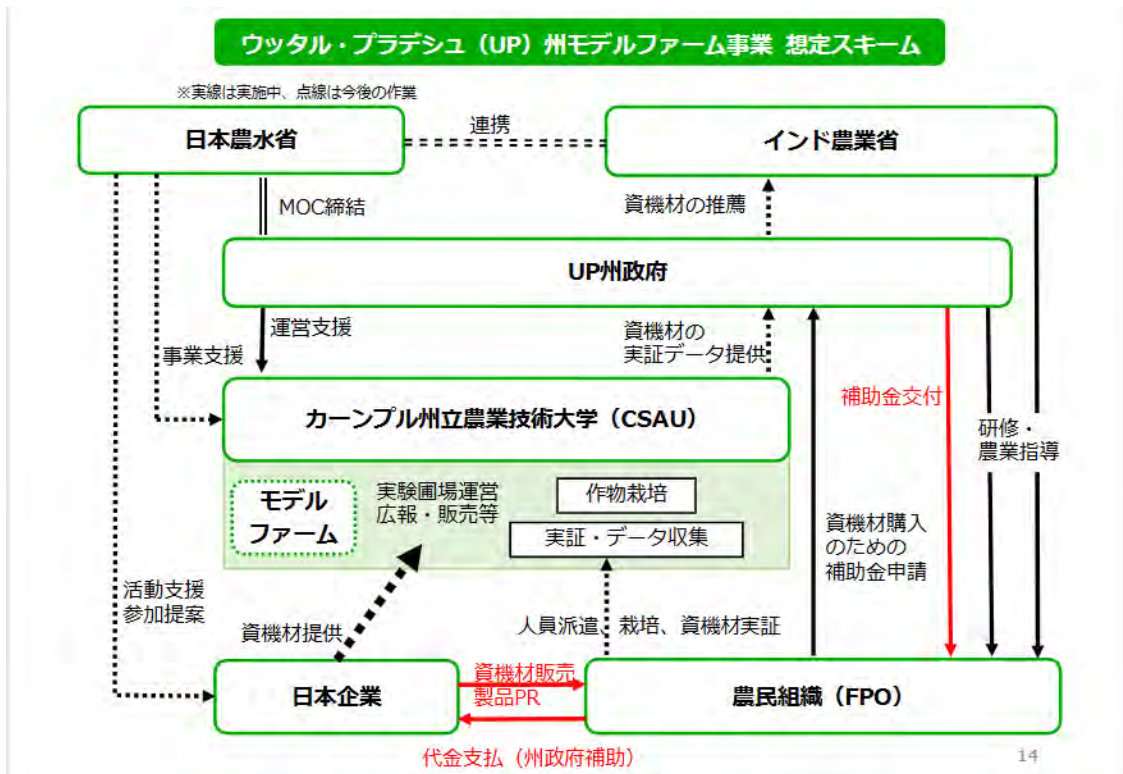 ウッタル・プラデシュ（UP）州モデルファーム事業 想定スキーム
※実線は実施中、点線は今後の作業
日本農水省
連携
インド農業省
MOC締結
資機材の推薦
UP州政府
運営支援
事業支援
資機材の
実証データ提供
カーンプル州立農業技術大学（CSAU）
補助金交付
研修・
農業指導
モデル
ファーム
実験圃場運営
広報・販売等
作物栽培
実証・データ収集
資機材購入
のための
補助金申請
活動支援
参加提案
資機材提供
人員派遣、栽培、資機材実証
日本企業
資機材販売
製品PR
農民組織（FPO）
代金支払（州政府補助）
14